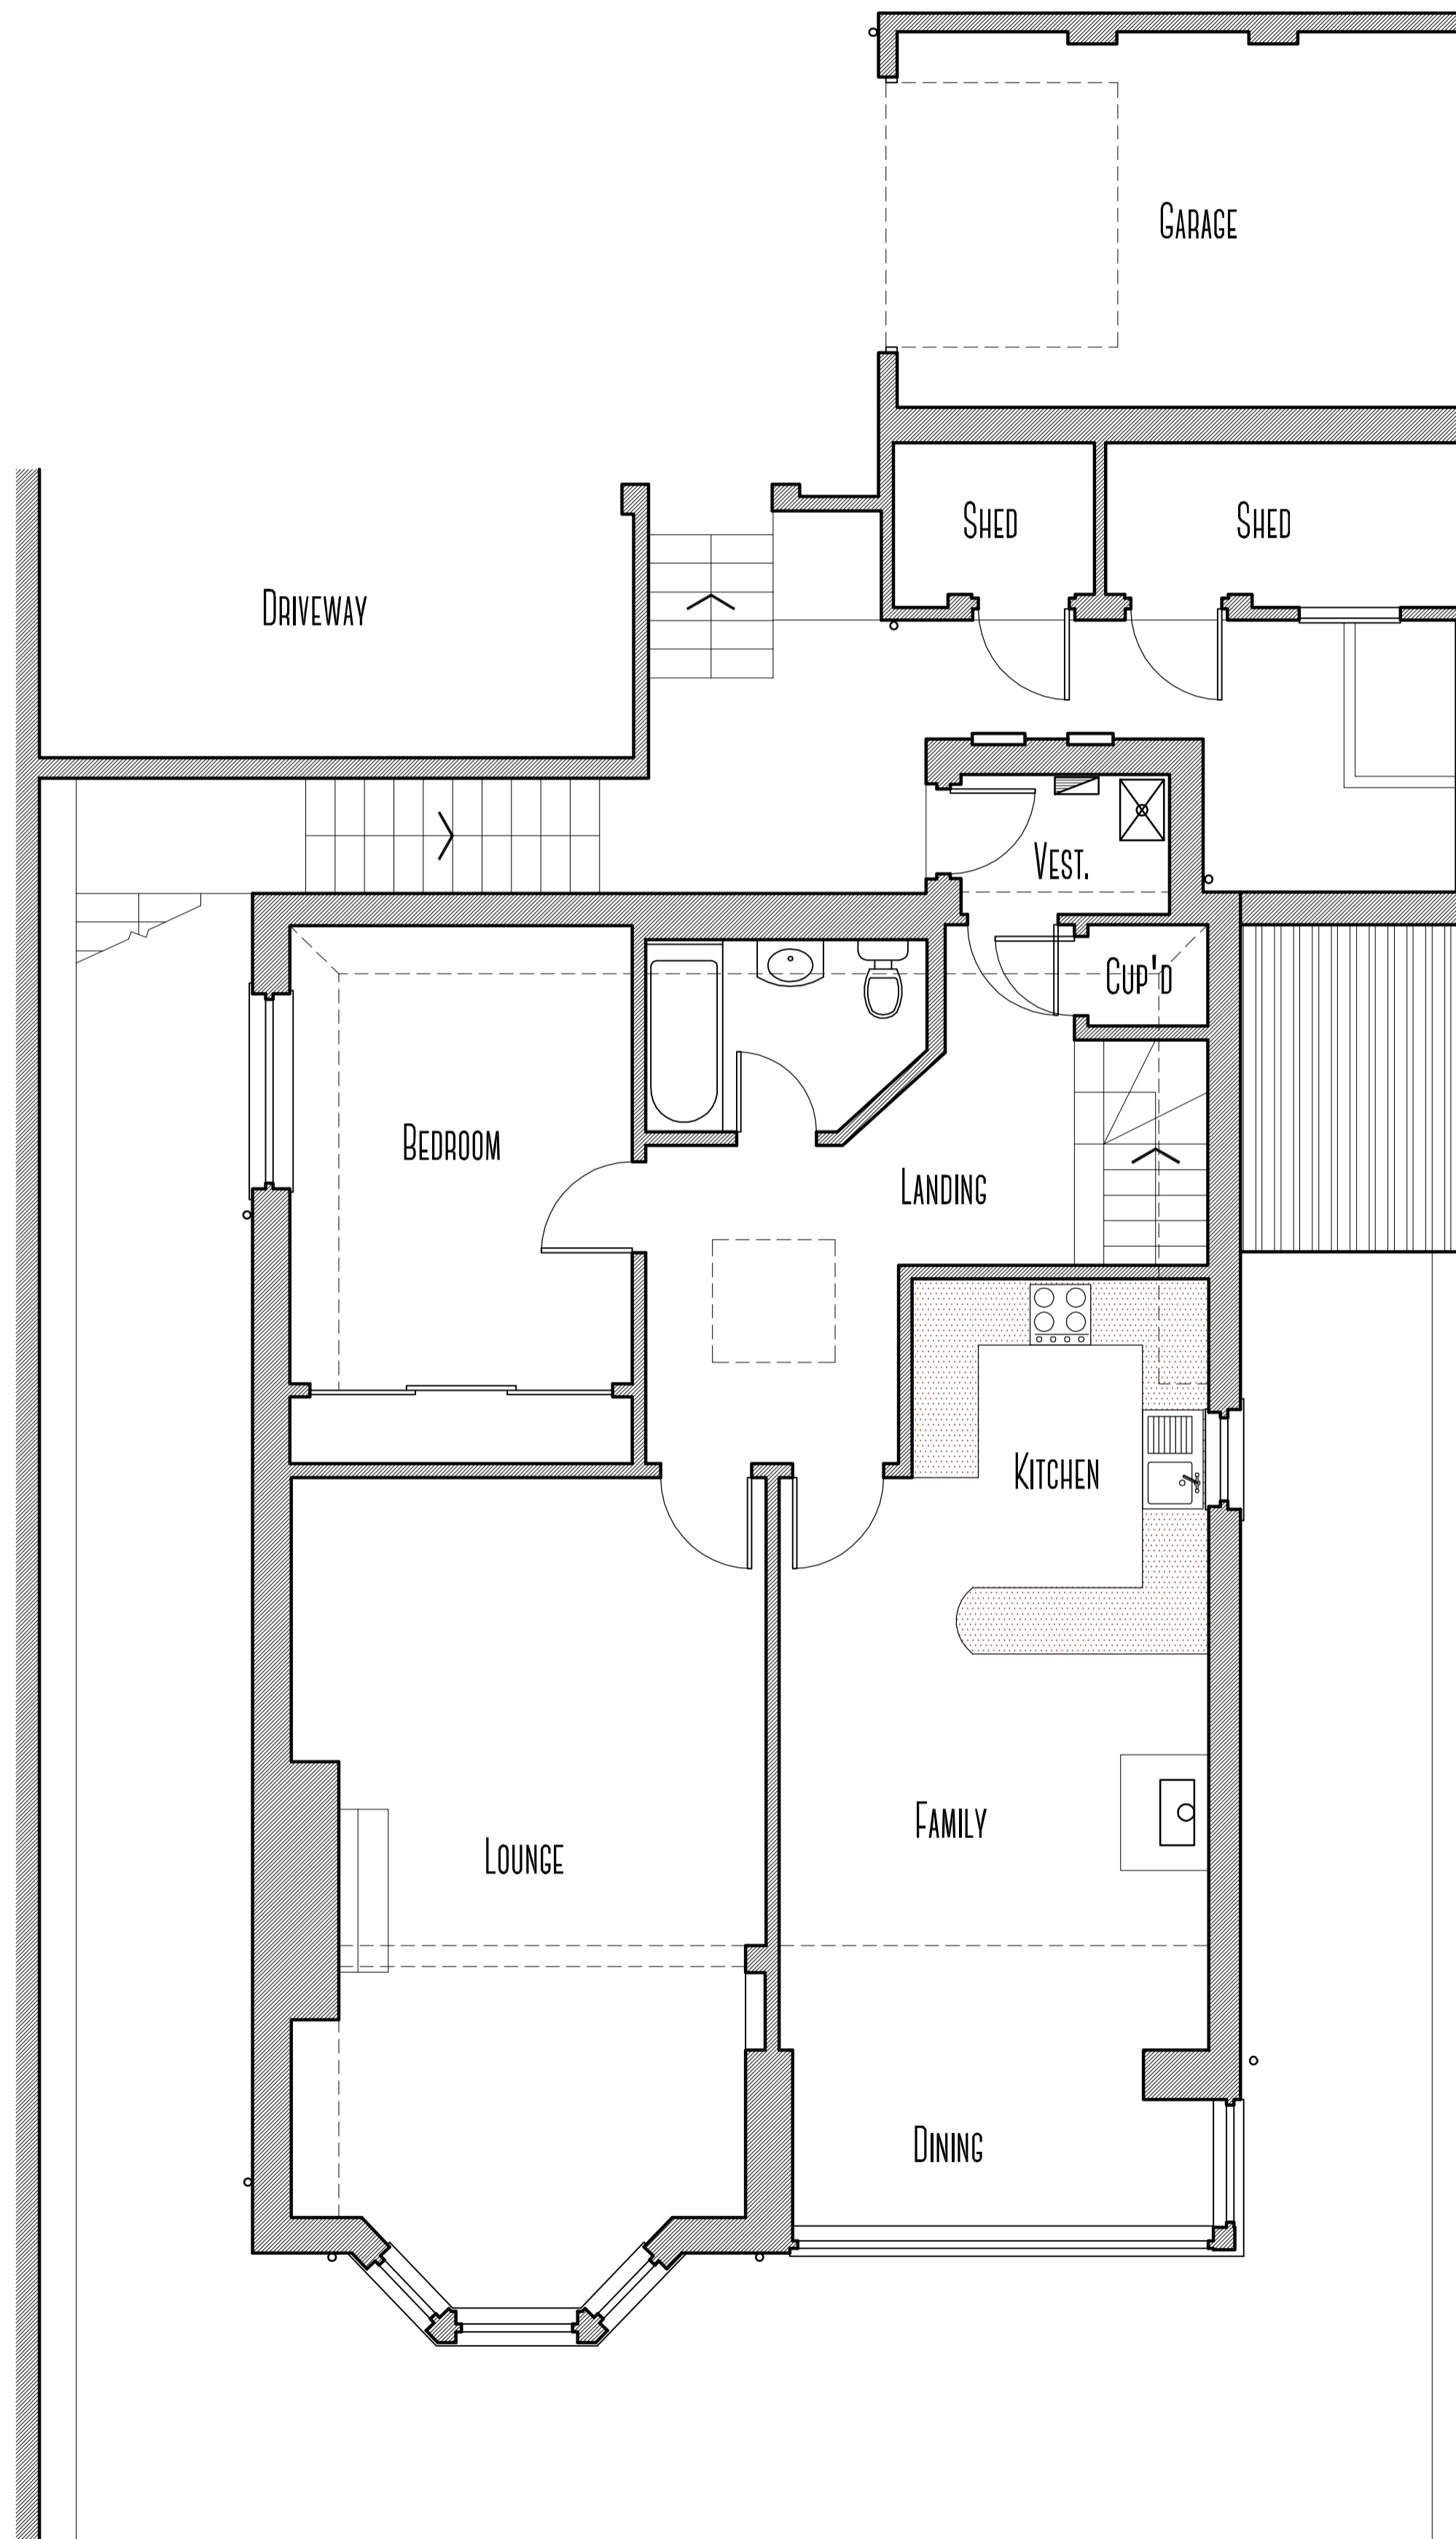 Garage
Shed
Shed
Driveway
Vest.
Cup'd
Bedroom
Landing
Kitchen
Family
Lounge
Dining